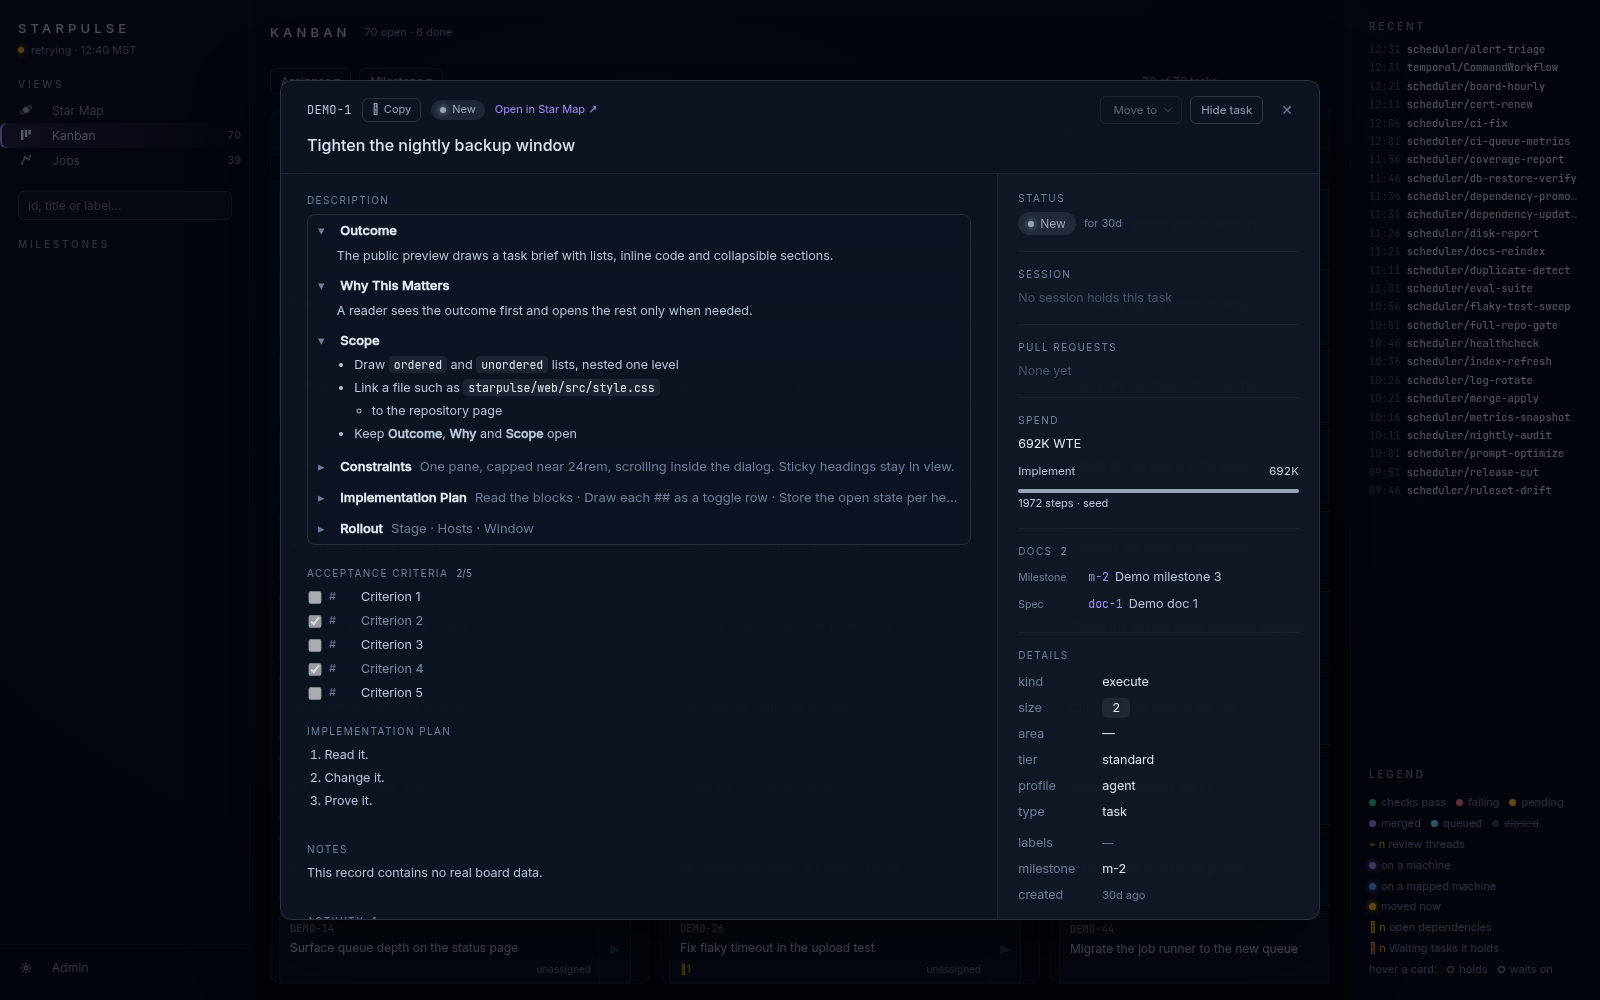 STARPULSE
retrying · 12:40 MST
VIEWS
Star Map
Kanban 70
Jobs 39
id, title or label...
MILESTONES
Admin
KANBAN 70 open · 6 done
DEMO-1 Copy New Open in Star Map ↗ Move to Hide task ✕
Tighten the nightly backup window
DESCRIPTION
▾ Outcome
The public preview draws a task brief with lists, inline code and collapsible sections.
▾ Why This Matters
A reader sees the outcome first and opens the rest only when needed.
▾ Scope
• Draw ordered and unordered lists, nested one level
• Link a file such as starpulse/web/src/style.css
◦ to the repository page
• Keep Outcome, Why and Scope open
▸ Constraints One pane, capped near 24rem, scrolling inside the dialog. Sticky headings stay in view.
▸ Implementation Plan Read the blocks · Draw each ## as a toggle row · Store the open state per he…
▸ Rollout Stage · Hosts · Window
ACCEPTANCE CRITERIA 2/5
# Criterion 1
# Criterion 2
# Criterion 3
# Criterion 4
# Criterion 5
IMPLEMENTATION PLAN
1. Read it.
2. Change it.
3. Prove it.
NOTES
This record contains no real board data.
STATUS
New for 30d
SESSION
No session holds this task
PULL REQUESTS
None yet
SPEND
692K WTE
Implement 692K
1972 steps · seed
DOCS 2
Milestone m-2 Demo milestone 3
Spec doc-1 Demo doc 1
DETAILS
kind execute
size 2
area —
tier standard
profile agent
type task
labels —
milestone m-2
created 30d ago
DEMO-14
Surface queue depth on the status page
unassigned
DEMO-26
Fix flaky timeout in the upload test
1 unassigned
DEMO-44
Migrate the job runner to the new queue
RECENT
12:31 scheduler/alert-triage
12:31 temporal/CommandWorkflow
12:21 scheduler/board-hourly
12:11 scheduler/cert-renew
12:06 scheduler/ci-fix
12:01 scheduler/ci-queue-metrics
11:56 scheduler/coverage-report
11:46 scheduler/db-restore-verify
11:36 scheduler/dependency-promo…
11:31 scheduler/dependency-updat…
11:26 scheduler/disk-report
11:21 scheduler/docs-reindex
11:11 scheduler/duplicate-detect
11:01 scheduler/eval-suite
10:56 scheduler/flaky-test-sweep
10:51 scheduler/full-repo-gate
10:46 scheduler/healthcheck
10:36 scheduler/index-refresh
10:26 scheduler/log-rotate
10:21 scheduler/merge-apply
10:16 scheduler/metrics-snapshot
10:11 scheduler/nightly-audit
10:01 scheduler/prompt-optimize
09:51 scheduler/release-cut
09:46 scheduler/ruleset-drift
LEGEND
checks pass failing pending
merged queued closed
n review threads
on a machine
on a mapped machine
moved now
n open dependencies
n Waiting tasks it holds
hover a card: holds waits on